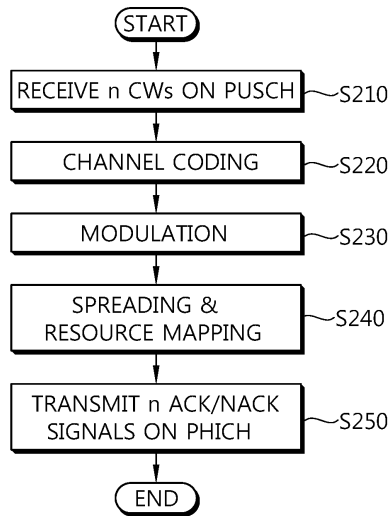 START
RECEIVE n CWs ON PUSCH
S210
CHANNEL CODING
S220
MODULATION
S230
SPREADING &
RESOURCE MAPPING
S240
TRANSMIT n ACK/NACK
SIGNALS ON PHICH
S250
END